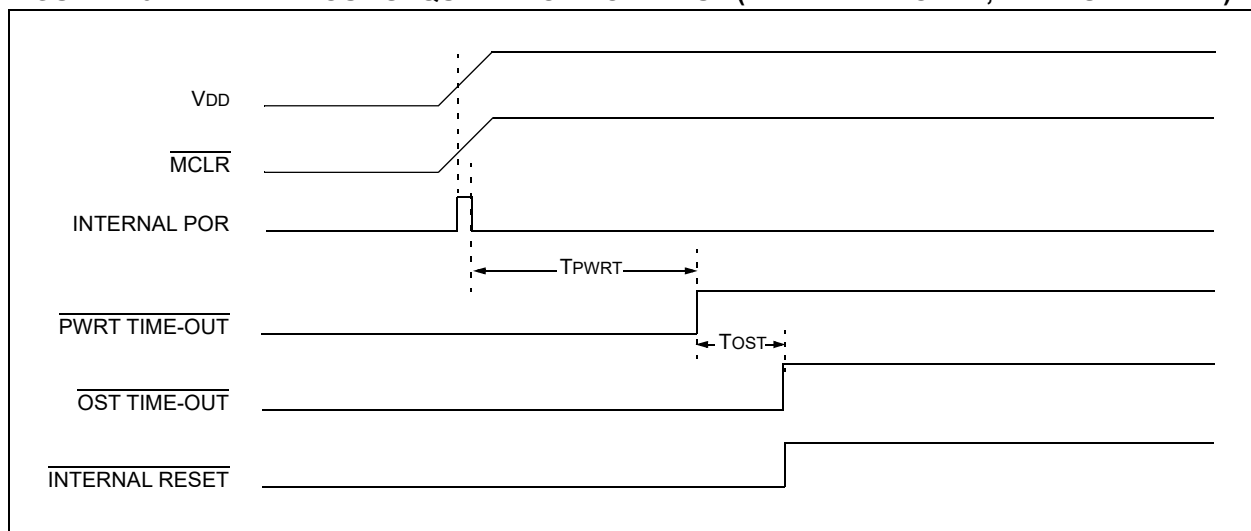 VDD
MCLR
INTERNAL POR
TPWRT
PWRT TIME-OUT
TOST
OST TIME-OUT
INTERNAL RESET